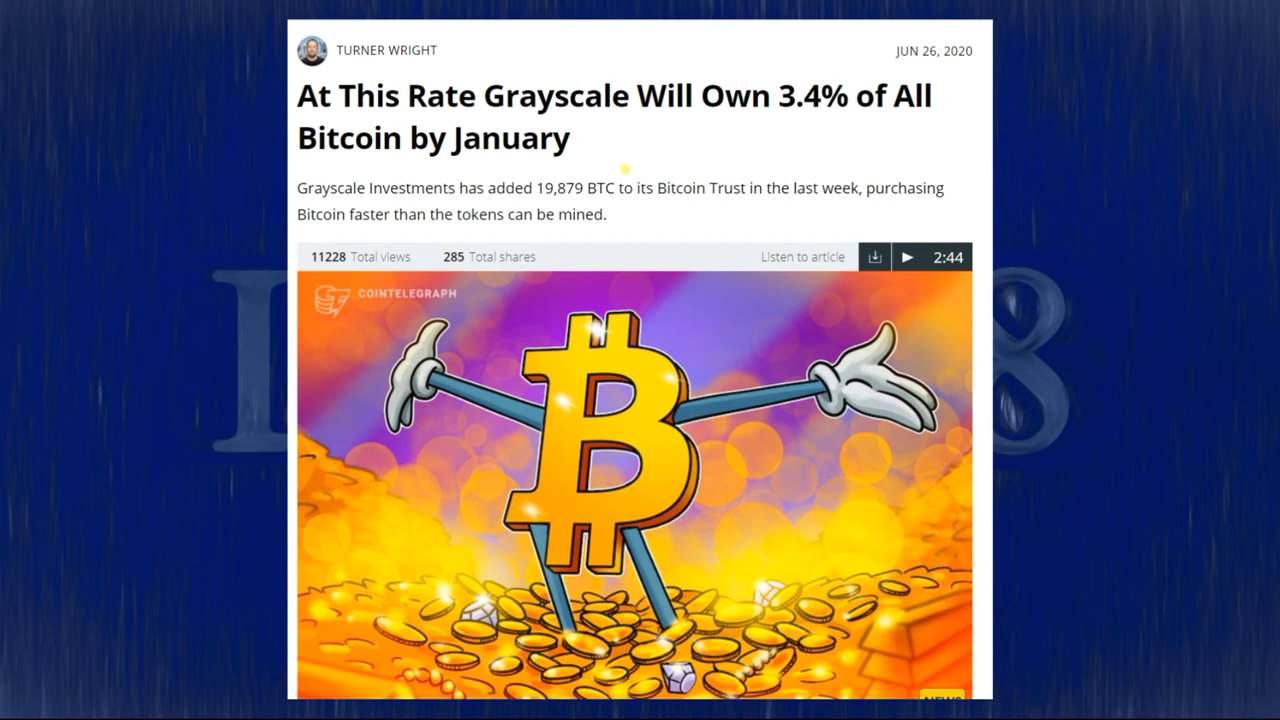 TURNER WRIGHT
JUN 26, 2020
At This Rate Grayscale Will Own 3.4% of All
Bitcoin by January
Grayscale Investments has added 19,879 BTC to its Bitcoin Trust in the last week, purchasing
Bitcoin faster than the tokens can be mined.
11228 Total views 285 Total shares Listen to article 2:44
COINTELEGRAPH
8